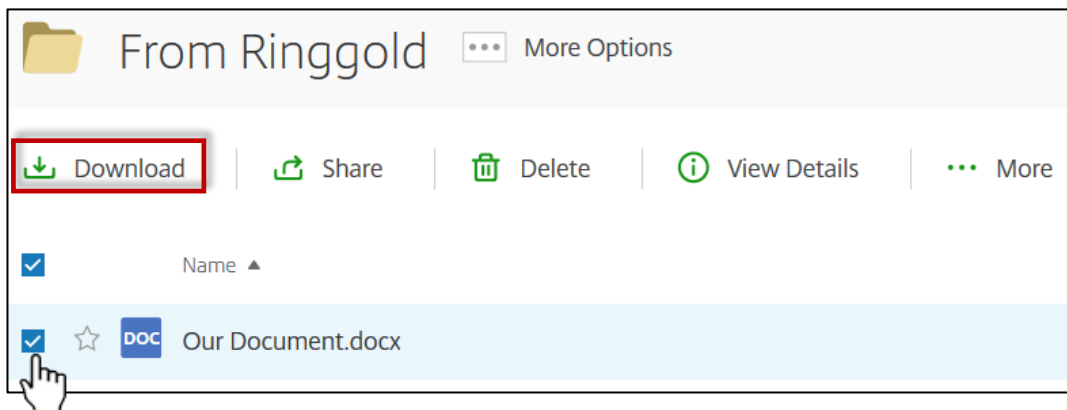 From Ringgold ••• More Options
Download Share Delete View Details ••• More
Name ▲
DOC Our Document.docx